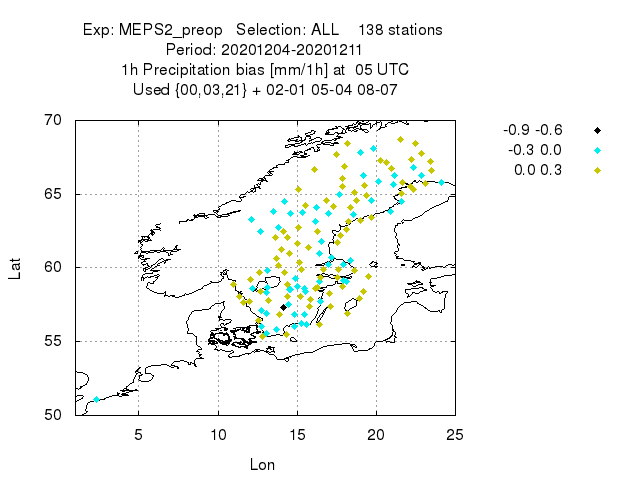 Exp: MEPS2_preop   Selection: ALL    138 stations
Period: 20201204-20201211
1h Precipitation bias [mm/1h] at  05 UTC
Used {00,03,21} + 02-01 05-04 08-07
70
65
60
55
50
Lat
5
10
15
20
25
Lon
-0.9 -0.6
-0.3 0.0
0.0 0.3